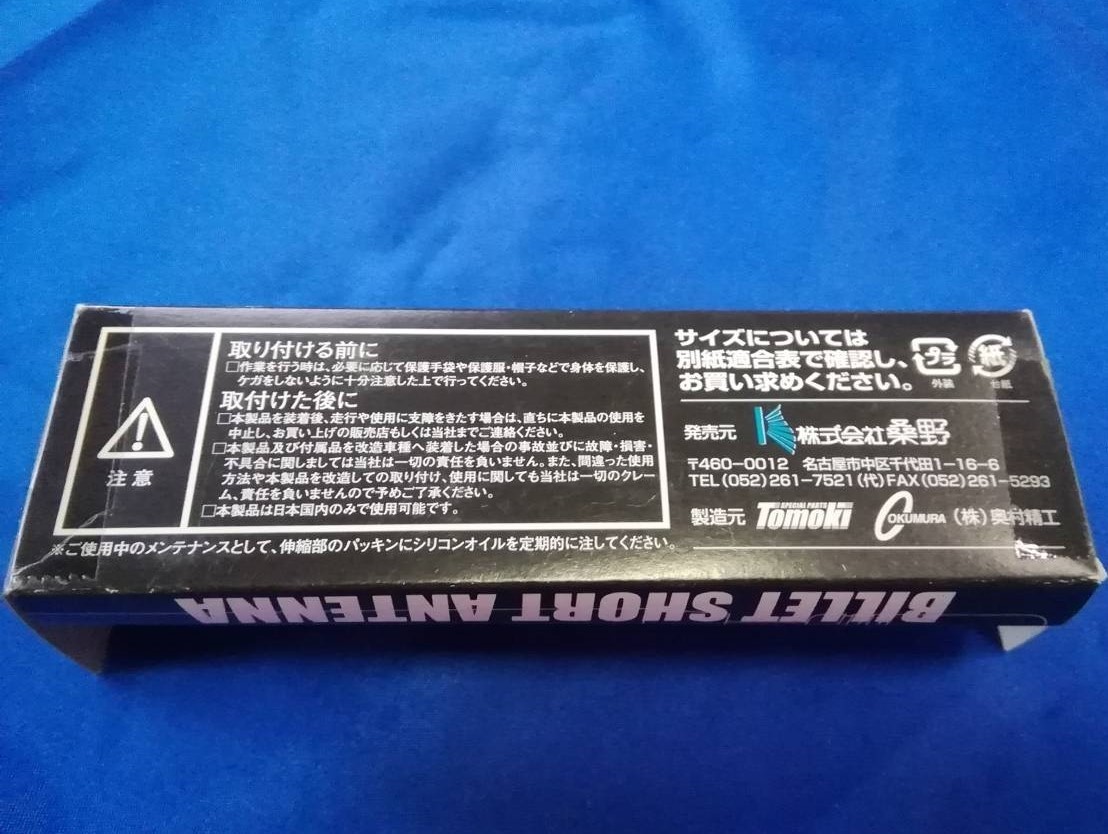 取り付ける前に
□作業を行う時は、必要に応じて保護手袋や保護服・帽子などで身体を保護し、
ケガをしないように十分注意した上で行ってください。
取付けた後に
□本製品を装着後、走行や使用に支障をきたす場合は、直ちに本製品の使用を
中止し、お買い上げの販売店もしくは当社までご連絡ください。
□本製品及び付属品を改造車種へ装着した場合の事故並びに故障・損害・
不具合に関しましては当社は一切の責任を負いません。また、間違った使用
方法や本製品を改造しての取り付け、使用に関しても当社は一切のクレー
ム、責任を負いませんので予めご了承ください。
□本製品は日本国内のみで使用可能です。
注意
※ご使用中のメンテナンスとして、伸縮部のパッキンにシリコンオイルを定期的に注してください。
サイズについては
別紙適合表で確認し、
お買い求めください。
プラ
外装
紙
台紙
発売元 株式会社桑野
〒460-0012 名古屋市中区千代田1-16-6
TEL(052)261-7521(代)FAX(052)261-5293
製造元 SPECIAL PARTS Tomoki OKUMURA (株)奥村精工
BILLET SHORT ANTENNA